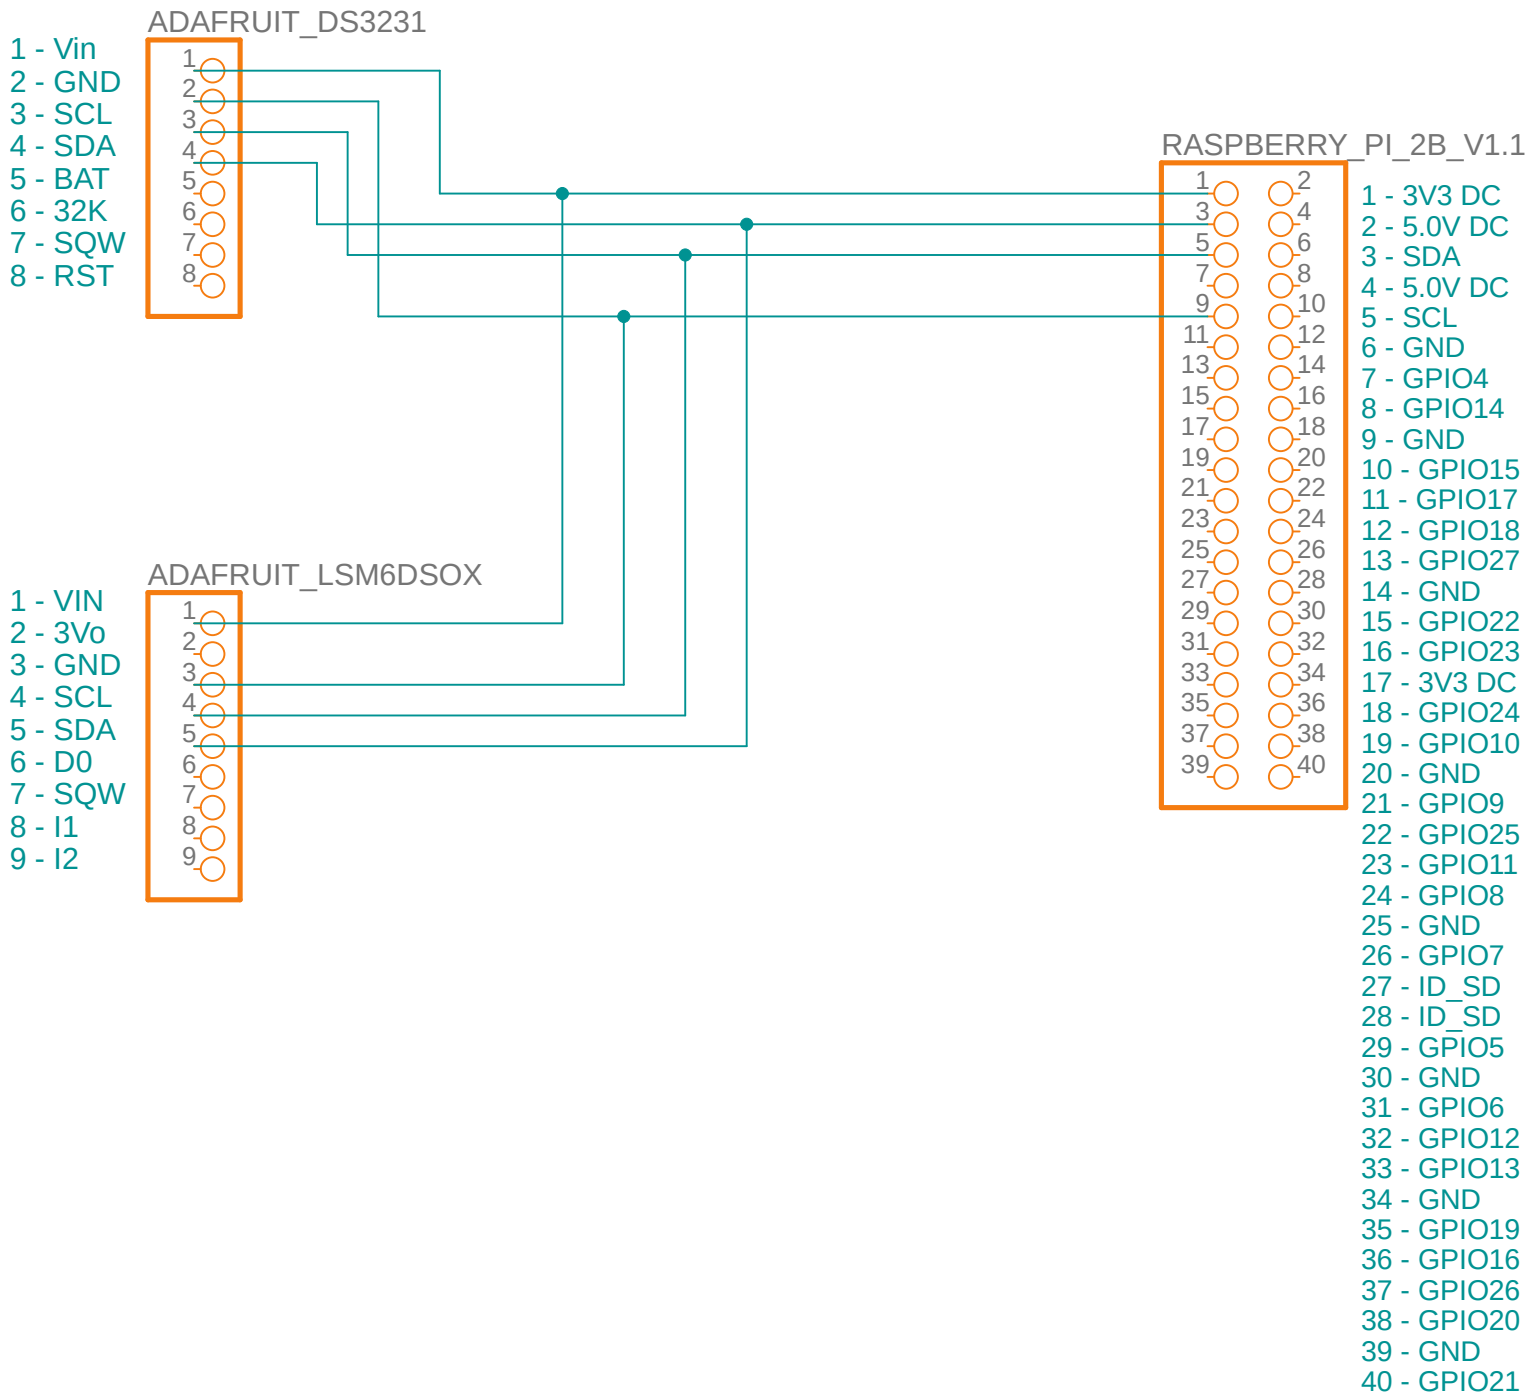 ADAFRUIT_DS3231
1 - Vin
2 - GND
3 - SCL
4 - SDA
5 - BAT
6 - 32K
7 - SQW
8 - RST
1
2
3
4
5
6
7
8
ADAFRUIT_LSM6DSOX
1 - VIN
2 - 3Vo
3 - GND
4 - SCL
5 - SDA
6 - D0
7 - SQW
8 - I1
9 - I2
1
2
3
4
5
6
7
8
9
RASPBERRY_PI_2B_V1.1
1 2
3 4
5 6
7 8
9 10
11 12
13 14
15 16
17 18
19 20
21 22
23 24
25 26
27 28
29 30
31 32
33 34
35 36
37 38
39 40
1 - 3V3 DC
2 - 5.0V DC
3 - SDA
4 - 5.0V DC
5 - SCL
6 - GND
7 - GPIO4
8 - GPIO14
9 - GND
10 - GPIO15
11 - GPIO17
12 - GPIO18
13 - GPIO27
14 - GND
15 - GPIO22
16 - GPIO23
17 - 3V3 DC
18 - GPIO24
19 - GPIO10
20 - GND
21 - GPIO9
22 - GPIO25
23 - GPIO11
24 - GPIO8
25 - GND
26 - GPIO7
27 - ID_SD
28 - ID_SD
29 - GPIO5
30 - GND
31 - GPIO6
32 - GPIO12
33 - GPIO13
34 - GND
35 - GPIO19
36 - GPIO16
37 - GPIO26
38 - GPIO20
39 - GND
40 - GPIO21